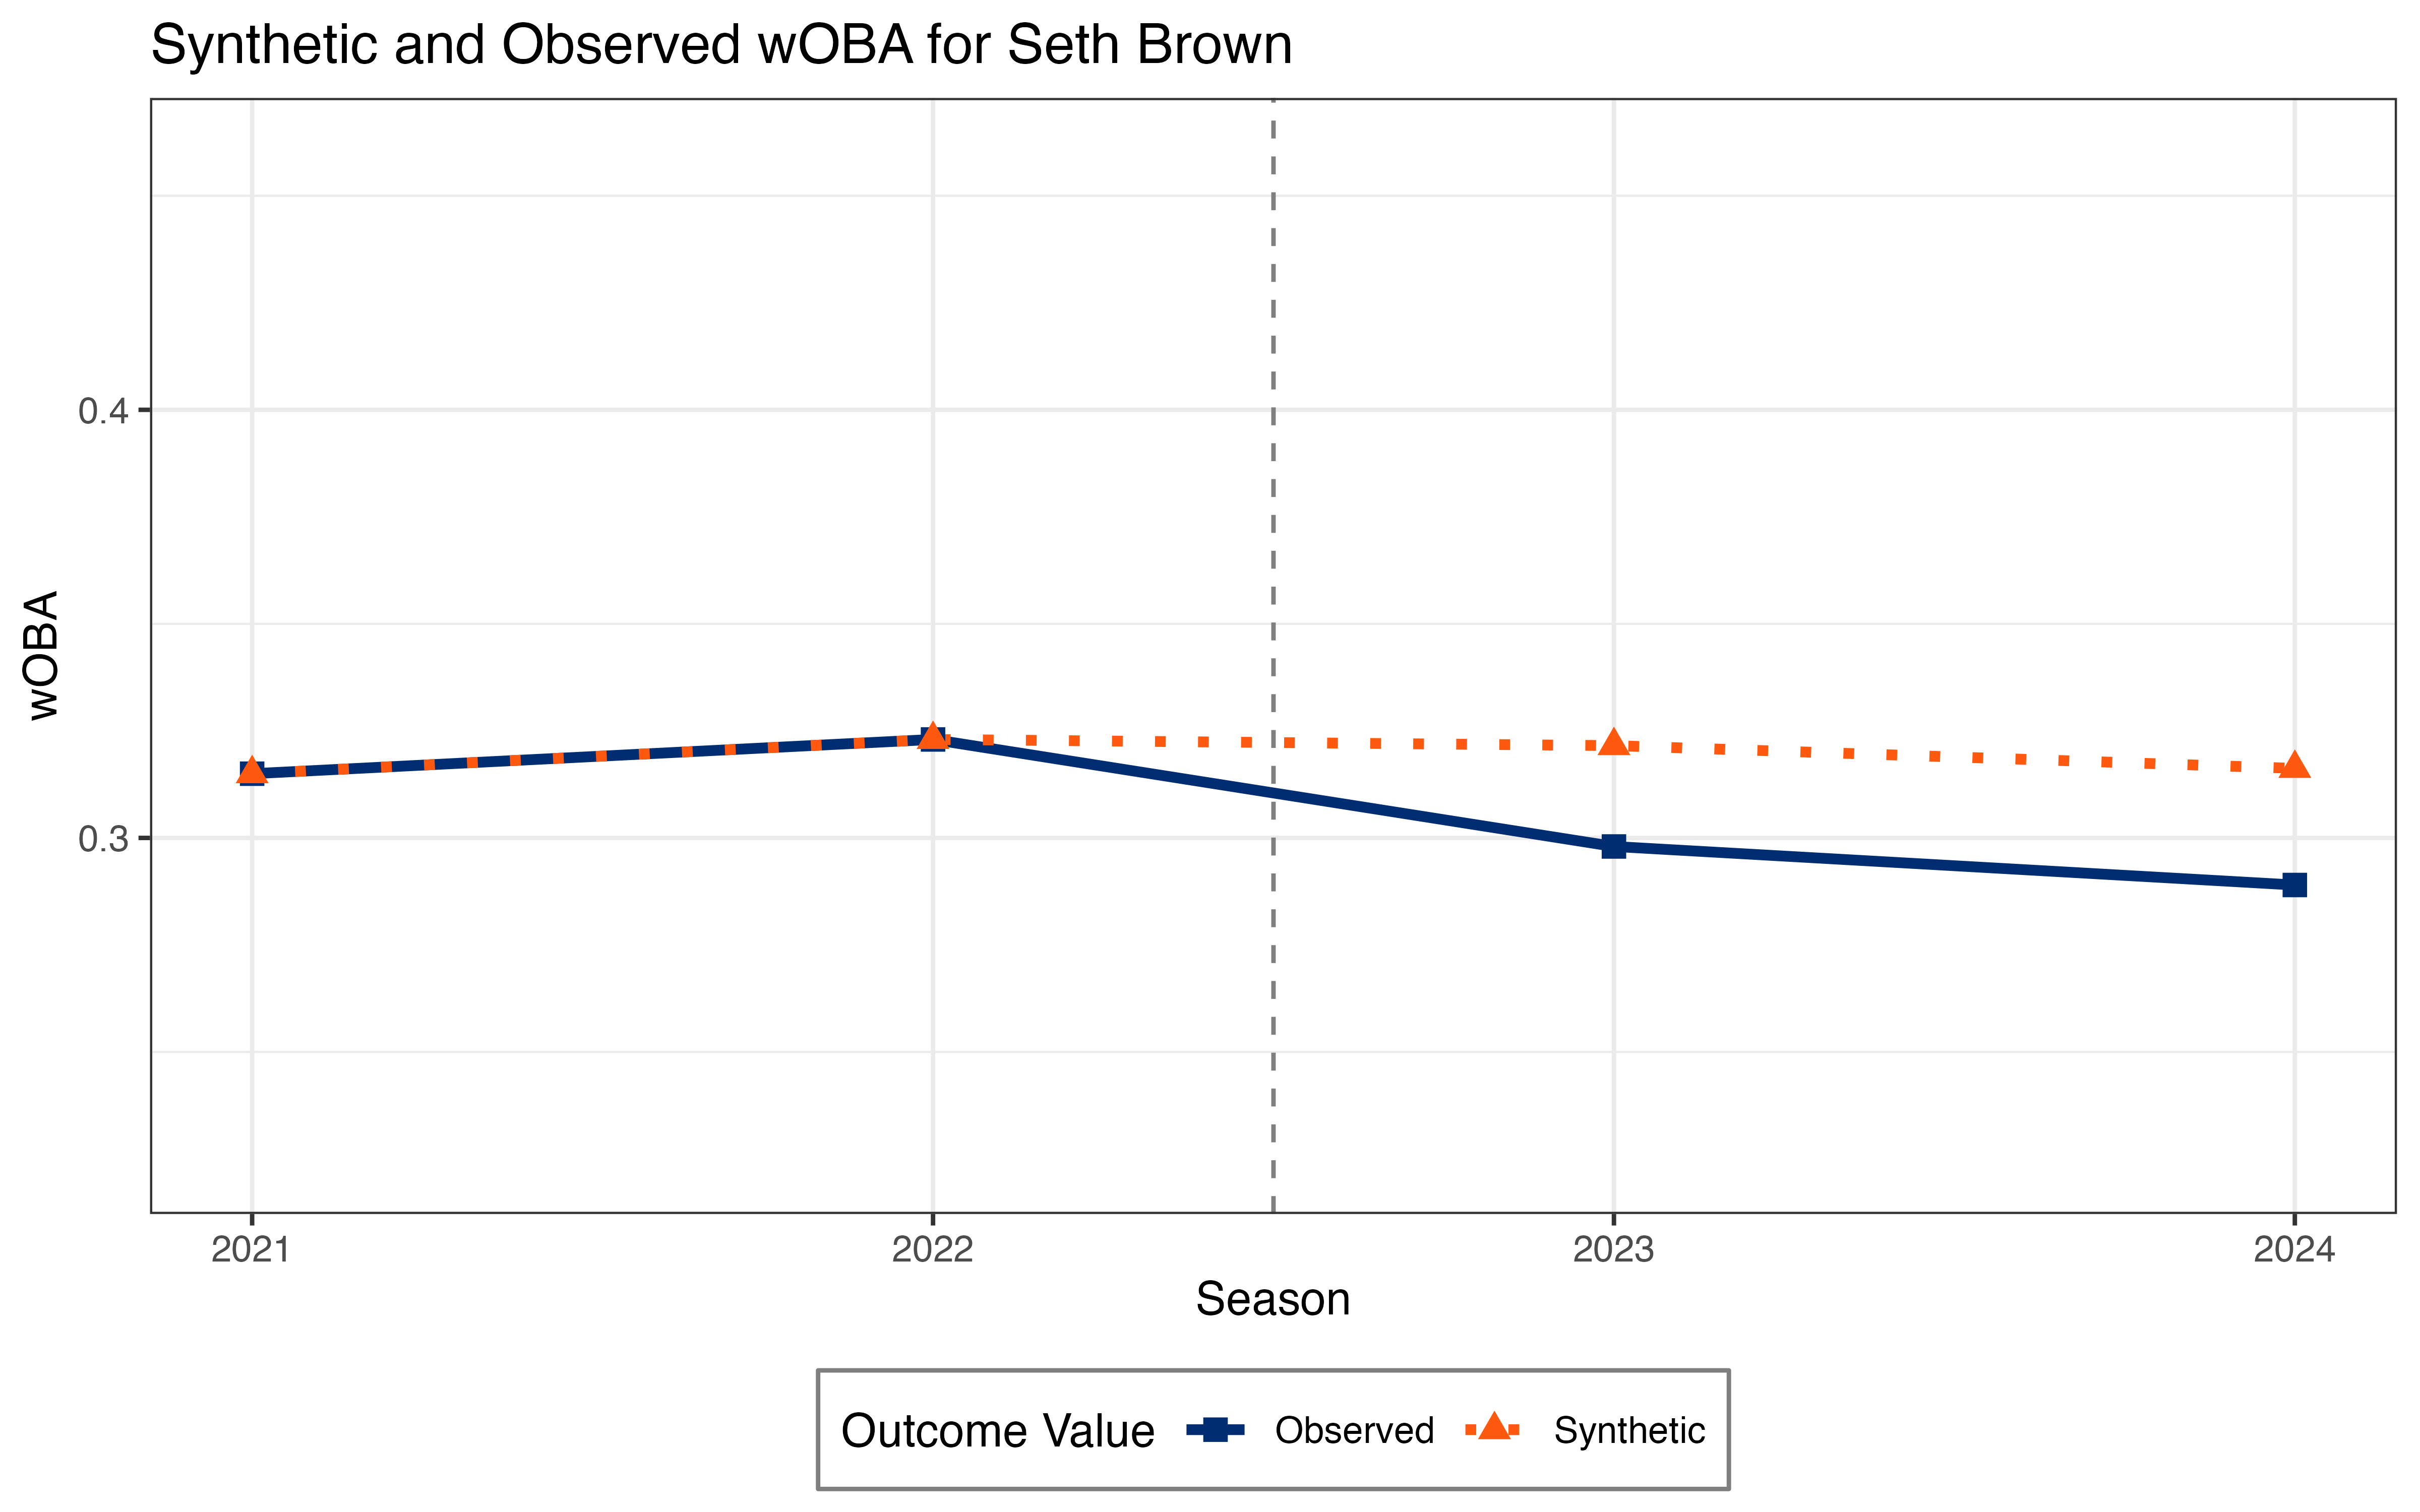 Synthetic and Observed wOBA for Seth Brown
wOBA
0.4
0.3
2021 2022 2023 2024
Season
Outcome Value Observed Synthetic